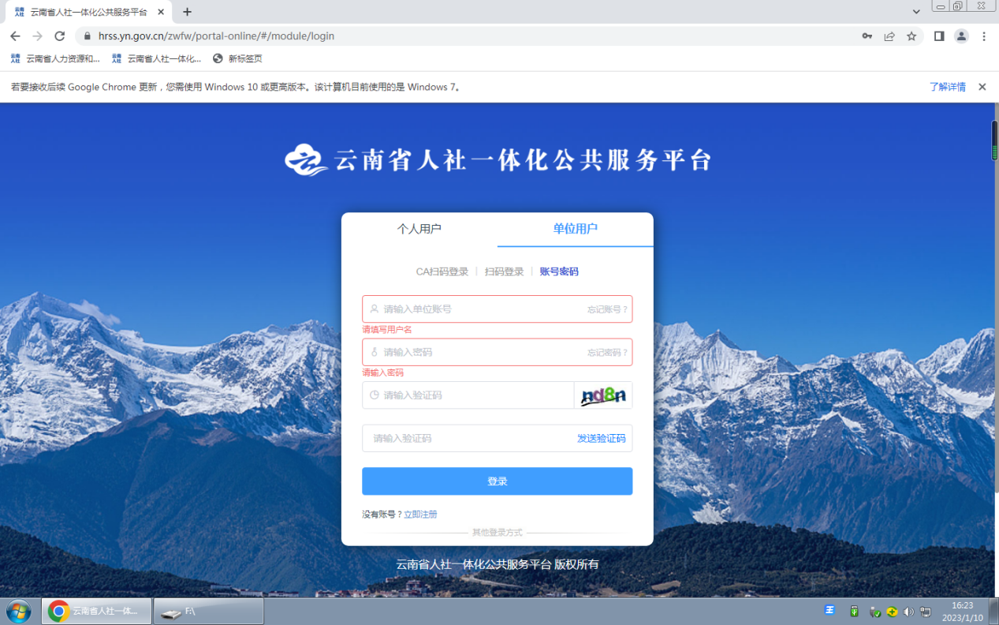 云南省人社一体化公共服务平台
hrss.yn.gov.cn/zwfw/portal-online/#/module/login
云南省人力资源和... 云南省人社一体化... 新标签页
若要接收后续 Google Chrome 更新，您需使用 Windows 10 或更高版本。该计算机目前使用的是 Windows 7。 了解详情
云南省人社一体化公共服务平台
个人用户 单位用户
CA扫码登录 扫码登录 账号密码
请输入单位账号 忘记账号？
请填写用户名
请输入密码 忘记密码？
请输入密码
请输入验证码 nd8n
请输入验证码 发送验证码
登录
没有账号？立即注册
其他登录方式
云南省人社一体化公共服务平台 版权所有
云南省人社一体... F:\ 16:23
2023/1/10